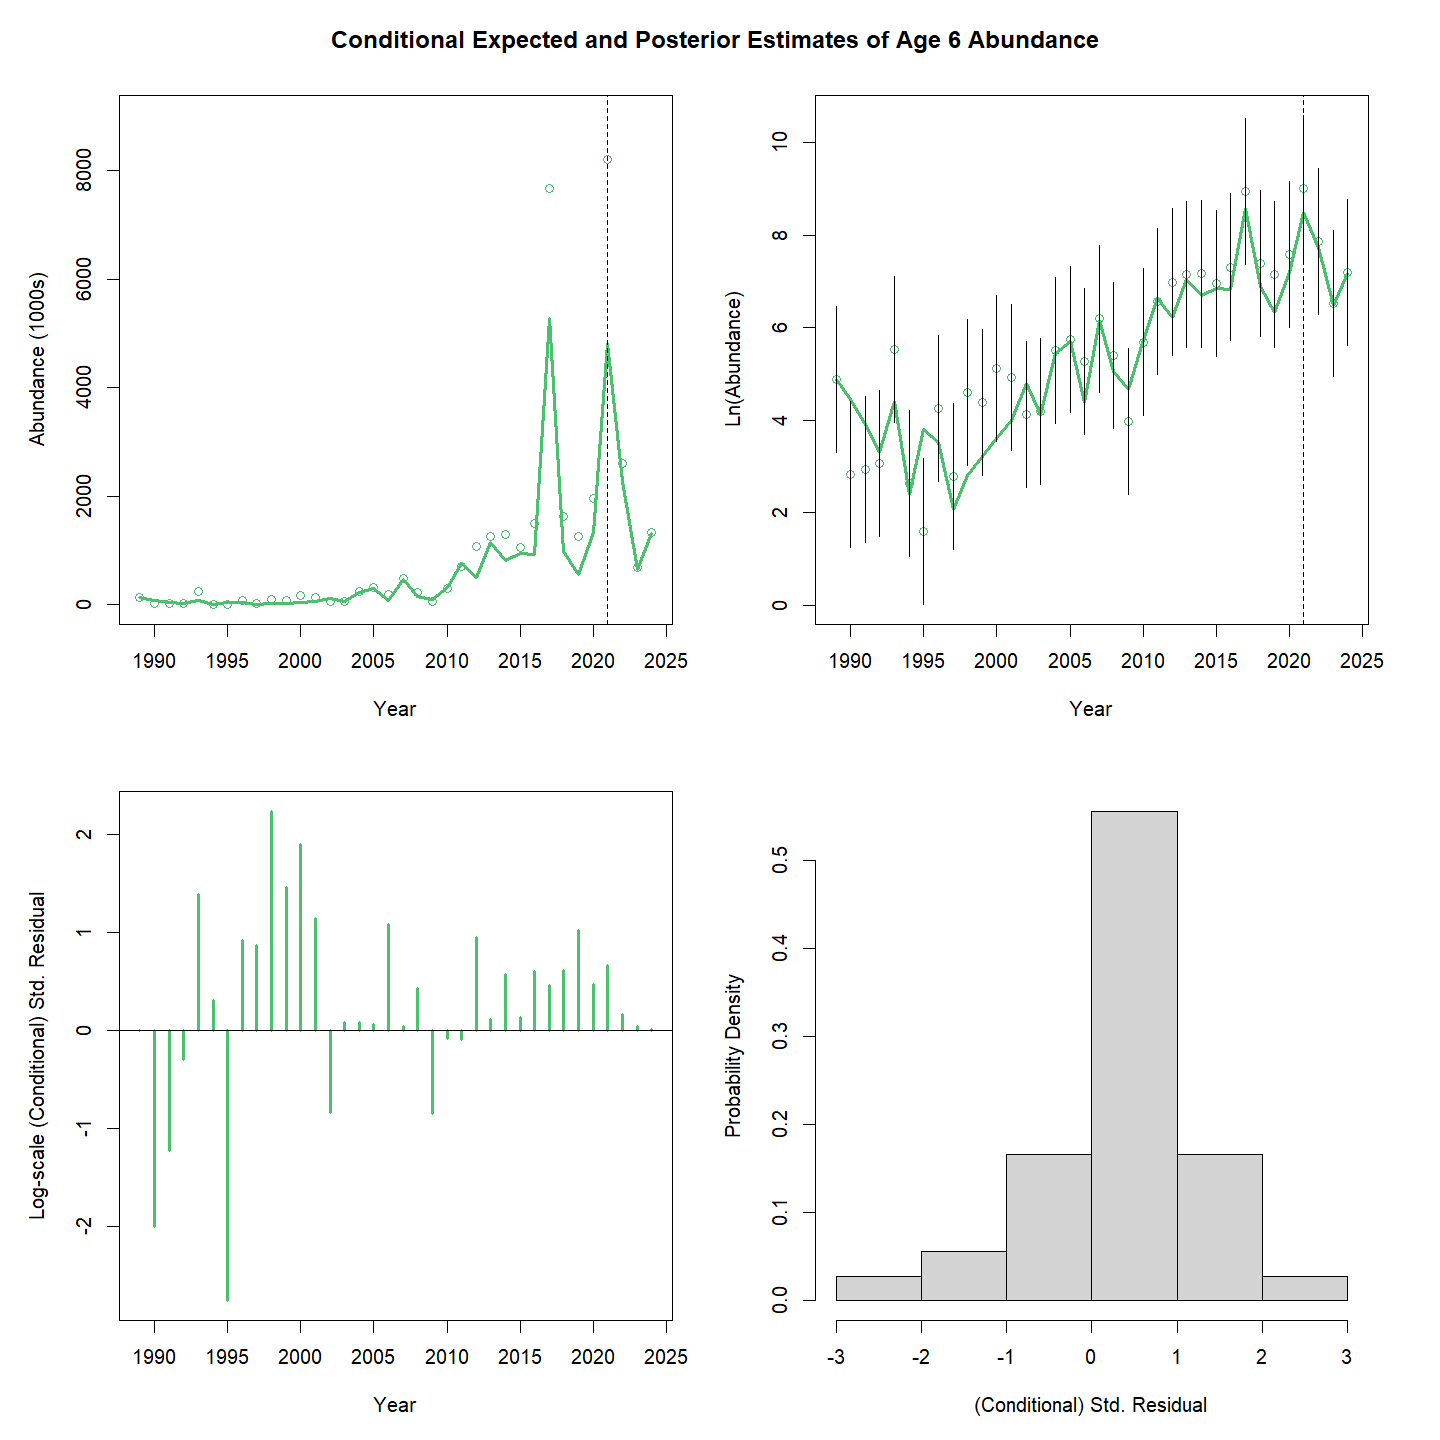 Conditional Expected and Posterior Estimates of Age 6 Abundance
Abundance (1000s)
0
2000
4000
6000
8000
1990 1995 2000 2005 2010 2015 2020 2025
Year
Ln(Abundance)
0
2
4
6
8
10
1990 1995 2000 2005 2010 2015 2020 2025
Year
Log-scale (Conditional) Std. Residual
-2
-1
0
1
2
1990 1995 2000 2005 2010 2015 2020 2025
Year
Probability Density
0.0
0.1
0.2
0.3
0.4
0.5
-3 -2 -1 0 1 2 3
(Conditional) Std. Residual